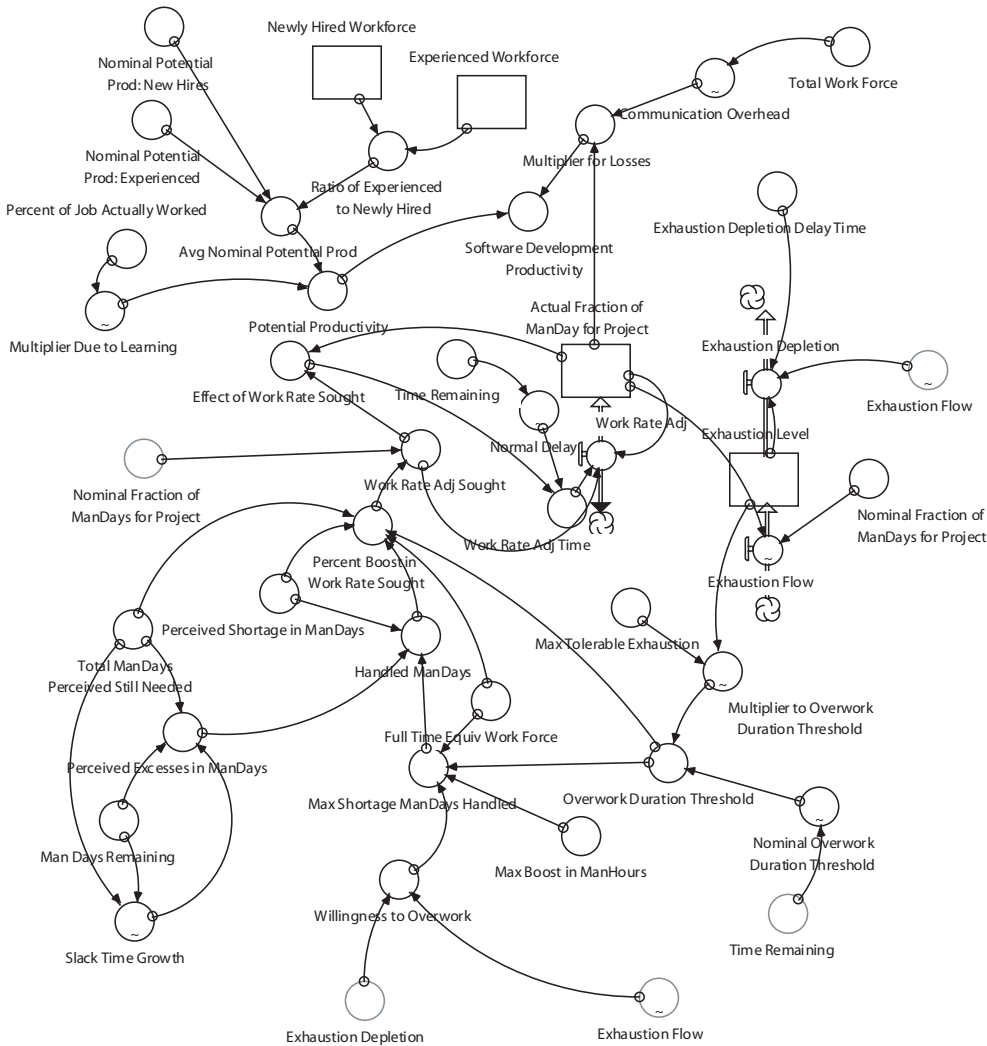 Newly Hired Workforce
Experienced Workforce
Nominal Potential
Prod: New Hires
Total Work Force
Communication Overhead
Nominal Potential
Prod: Experienced
Multiplier for Losses
Ratio of Experienced
to Newly Hired
Percent of Job Actually Worked
Exhaustion Depletion Delay Time
Avg Nominal Potential Prod
Software Development
Productivity
Actual Fraction of
ManDay for Project
Potential Productivity
Multiplier Due to Learning
Exhaustion Depletion
Effect of Work Rate Sought
Time Remaining
Exhaustion Flow
Work Rate Adj
Exhaustion Level
Normal Delay
Nominal Fraction of
ManDays for Project
Work Rate Adj Sought
Nominal Fraction of
ManDays for Project
Work Rate Adj Time
Percent Boost in
Work Rate Sought
Exhaustion Flow
Perceived Shortage in ManDays
Max Tolerable Exhaustion
Total ManDays
Perceived Still Needed
Handled ManDays
Multiplier to Overwork
Duration Threshold
Full Time Equiv Work Force
Perceived Excesses in ManDays
Max Shortage ManDays Handled
Overwork Duration Threshold
Nominal Overwork
Duration Threshold
Man Days Remaining
Max Boost in ManHours
Willingness to Overwork
Time Remaining
Slack Time Growth
Exhaustion Depletion
Exhaustion Flow